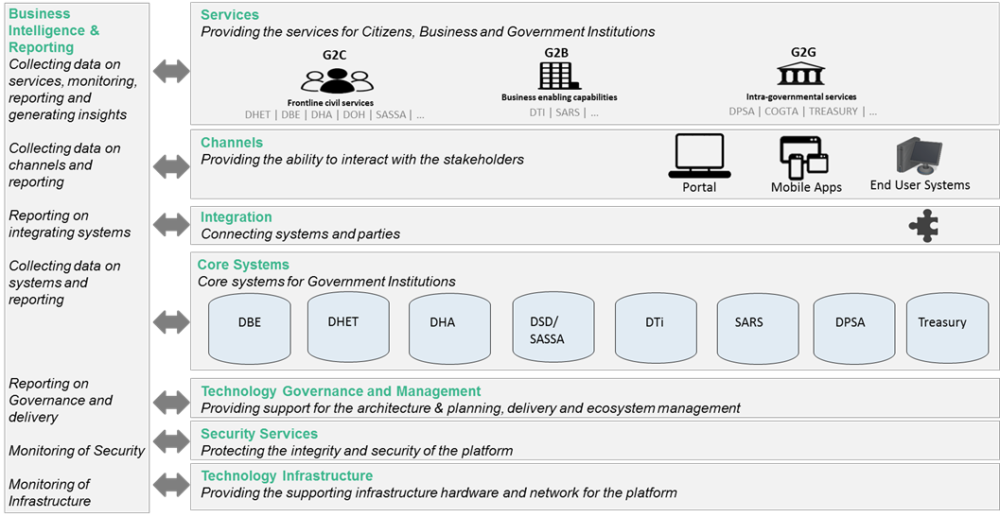 Business
Intelligence &
Reporting
Collecting data on
services, monitoring,
reporting and
generating insights
Collecting data on
channels and
reporting
Reporting on
integrating systems
Collecting data on
systems and
reporting
Reporting on
Governance and
delivery
Monitoring of Security
Monitoring of
Infrastructure
Services
Providing the services for Citizens, Business and Government Institutions
G2C
Frontline civil services
DHET | DBE | DHA | DOH | SASSA | ...
G2B
Business enabling capabilities
DTI | SARS | ...
G2G
Intra-governmental services
DPSA | COGTA | TREASURY | ...
Channels
Providing the ability to interact with the stakeholders
Portal
Mobile Apps
End User Systems
Integration
Connecting systems and parties
Core Systems
Core systems for Government Institutions
DBE
DHET
DHA
DSD/
SASSA
DTi
SARS
DPSA
Treasury
Technology Governance and Management
Providing support for the architecture & planning, delivery and ecosystem management
Security Services
Protecting the integrity and security of the platform
Technology Infrastructure
Providing the supporting infrastructure hardware and network for the platform